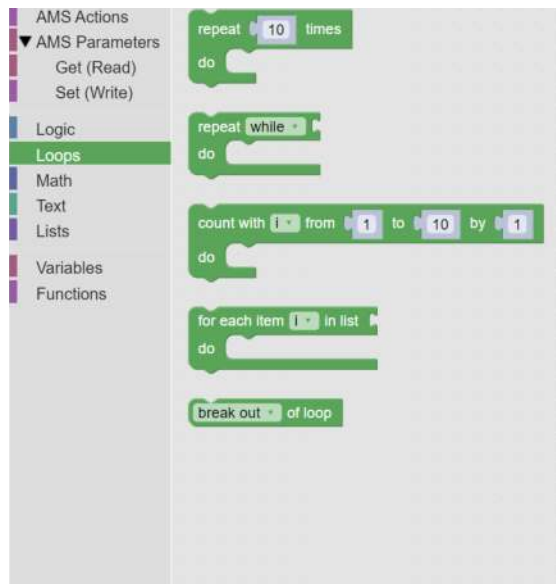 AMS Actions
AMS Parameters
Get (Read)
Set (Write)
Logic
Loops
Math
Text
Lists
Variables
Functions
repeat 10 times
do
repeat while
do
count with i from 1 to 10 by 1
do
for each item i in list
do
break out of loop